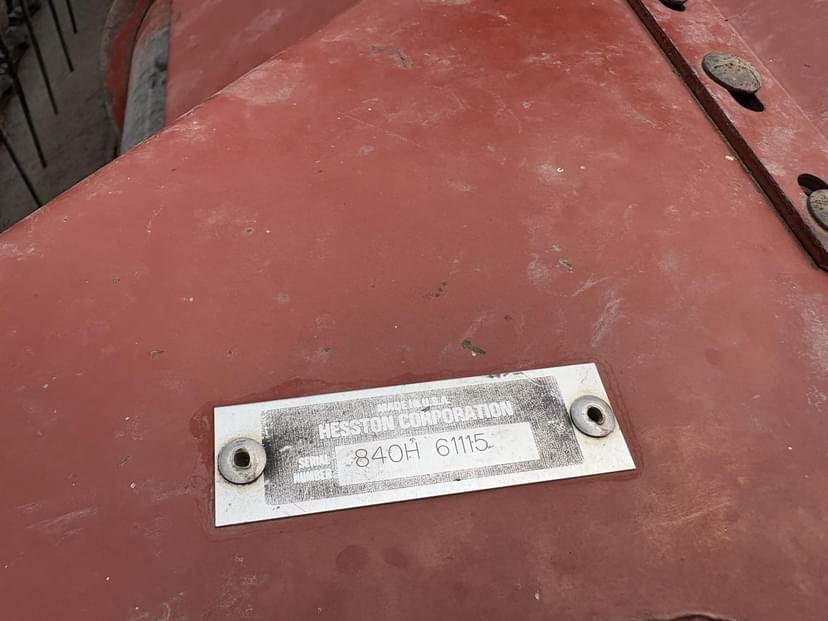 MADE IN U.S.A.
HESSTON CORPORATION
SERIAL
NUMBER
840H 61115